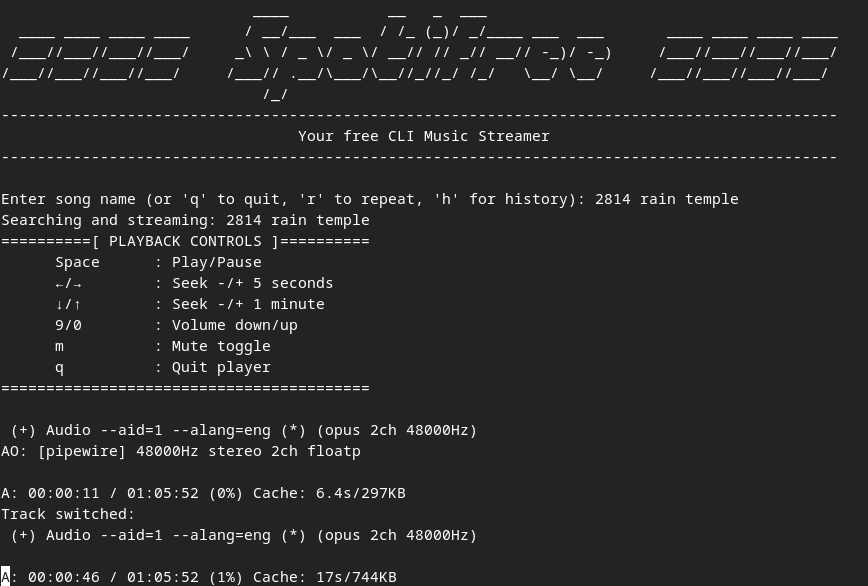 SpotiFree
Your free CLI Music Streamer
Enter song name (or 'q' to quit, 'r' to repeat, 'h' for history): 2814 rain temple
Searching and streaming: 2814 rain temple
==========[ PLAYBACK CONTROLS ]==========
Space : Play/Pause
←/→ : Seek -/+ 5 seconds
↓/↑ : Seek -/+ 1 minute
9/0 : Volume down/up
m : Mute toggle
q : Quit player
=========================================
(+) Audio --aid=1 --alang=eng (*) (opus 2ch 48000Hz)
AO: [pipewire] 48000Hz stereo 2ch floatp
A: 00:00:11 / 01:05:52 (0%) Cache: 6.4s/297KB
Track switched:
(+) Audio --aid=1 --alang=eng (*) (opus 2ch 48000Hz)
A: 00:00:46 / 01:05:52 (1%) Cache: 17s/744KB